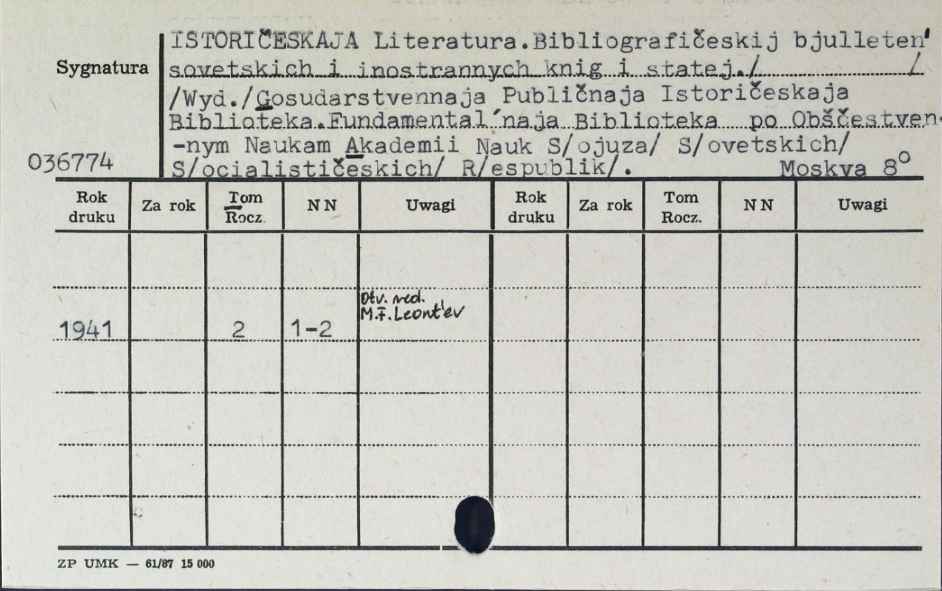 ISTORIČESKAJA Literatura.Bibliografičeskij bjulleten'
Sygnatura sovetskich i inostrannych knig i statej./ /
/Wyd./Gosudarstvennaja Publičnaja Istoričeskaja
Biblioteka.Fundamental'naja Biblioteka po Obščestven-
-nym Naukam Akademii Nauk S/ojuza/ S/ovetskich/
036774 S/ocialističeskich/ R/espublik/. Moskva 8°
Rok druku Za rok Tom Rocz. NN Uwagi Rok druku Za rok Tom Rocz. NN Uwagi
Otv. red.
M.F. Leont'ev
1941 2 1-2
ZP UMK — 61/87 15 000